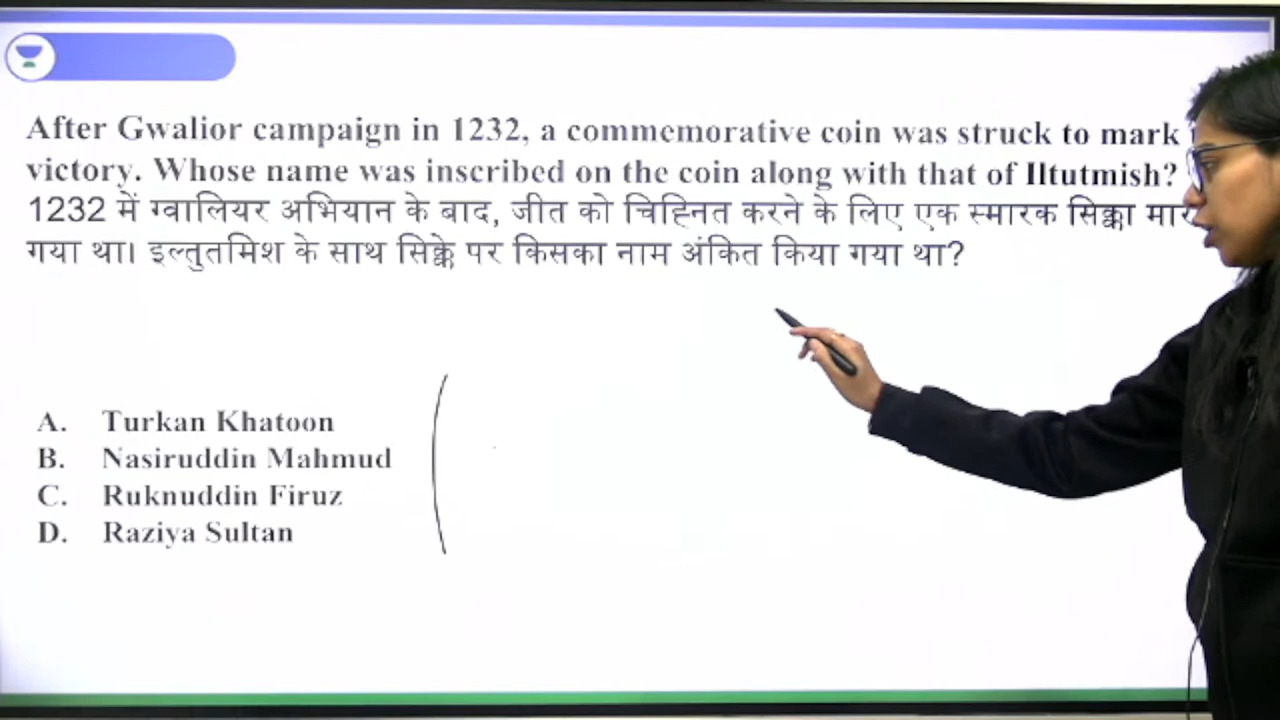 After Gwalior campaign in 1232, a commemorative coin was struck to mark
victory. Whose name was inscribed on the coin along with that of Iltutmish?
1232 में ग्वालियर अभियान के बाद, जीत को चिह्नित करने के लिए एक स्मारक सिक्का
गया था। इल्तुतमिश के साथ सिक्के पर किसका नाम अंकित किया गया था?
A. Turkan Khatoon
B. Nasiruddin Mahmud
C. Ruknuddin Firuz
D. Raziya Sultan